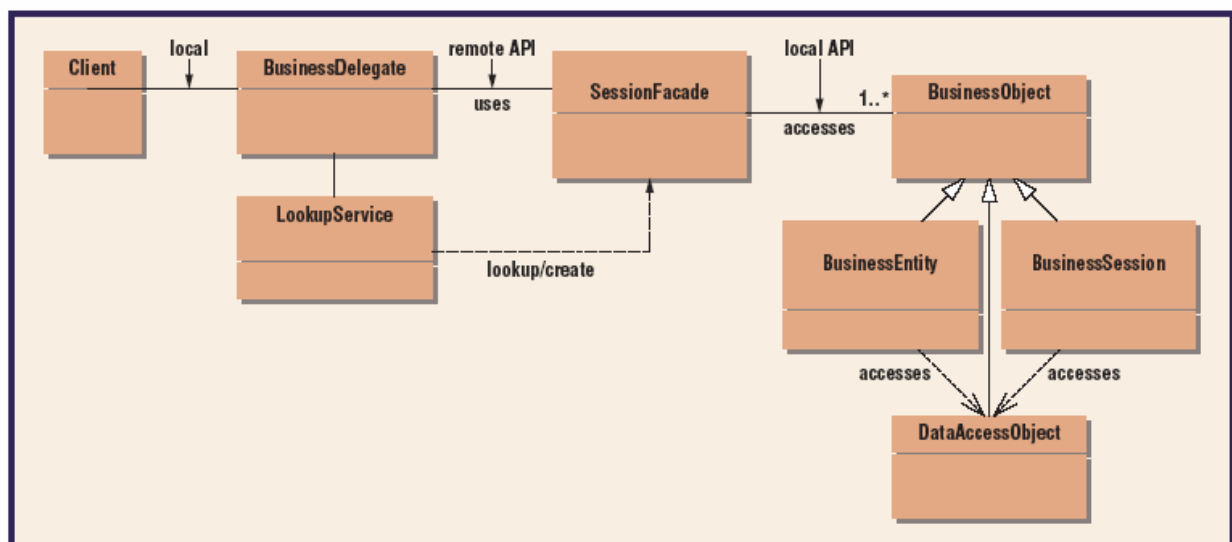 local
remote API
local API
Client
BusinessDelegate
SessionFacade
BusinessObject
uses
1..*
accesses
LookupService
lookup/create
BusinessEntity
BusinessSession
accesses
accesses
DataAccessObject